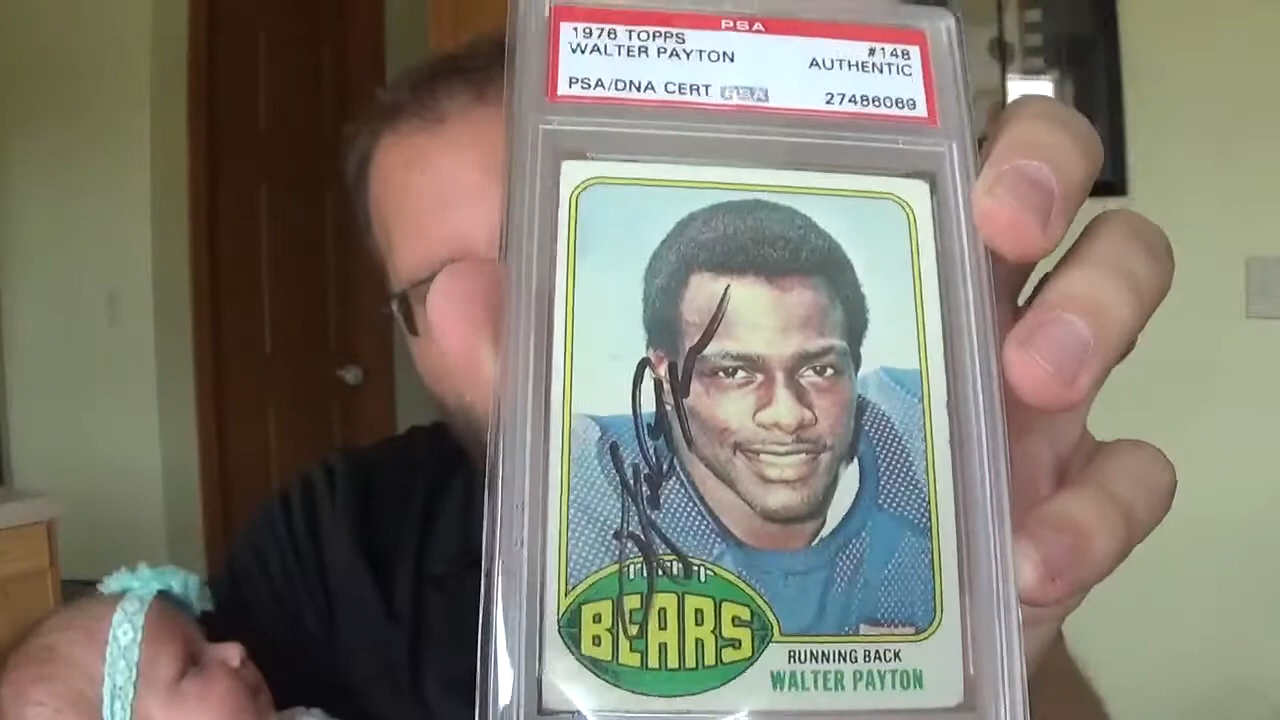 PSA
1976 TOPPS #148
WALTER PAYTON AUTHENTIC
PSA/DNA CERT PSA 27486069
BEARS
RUNNING BACK
WALTER PAYTON